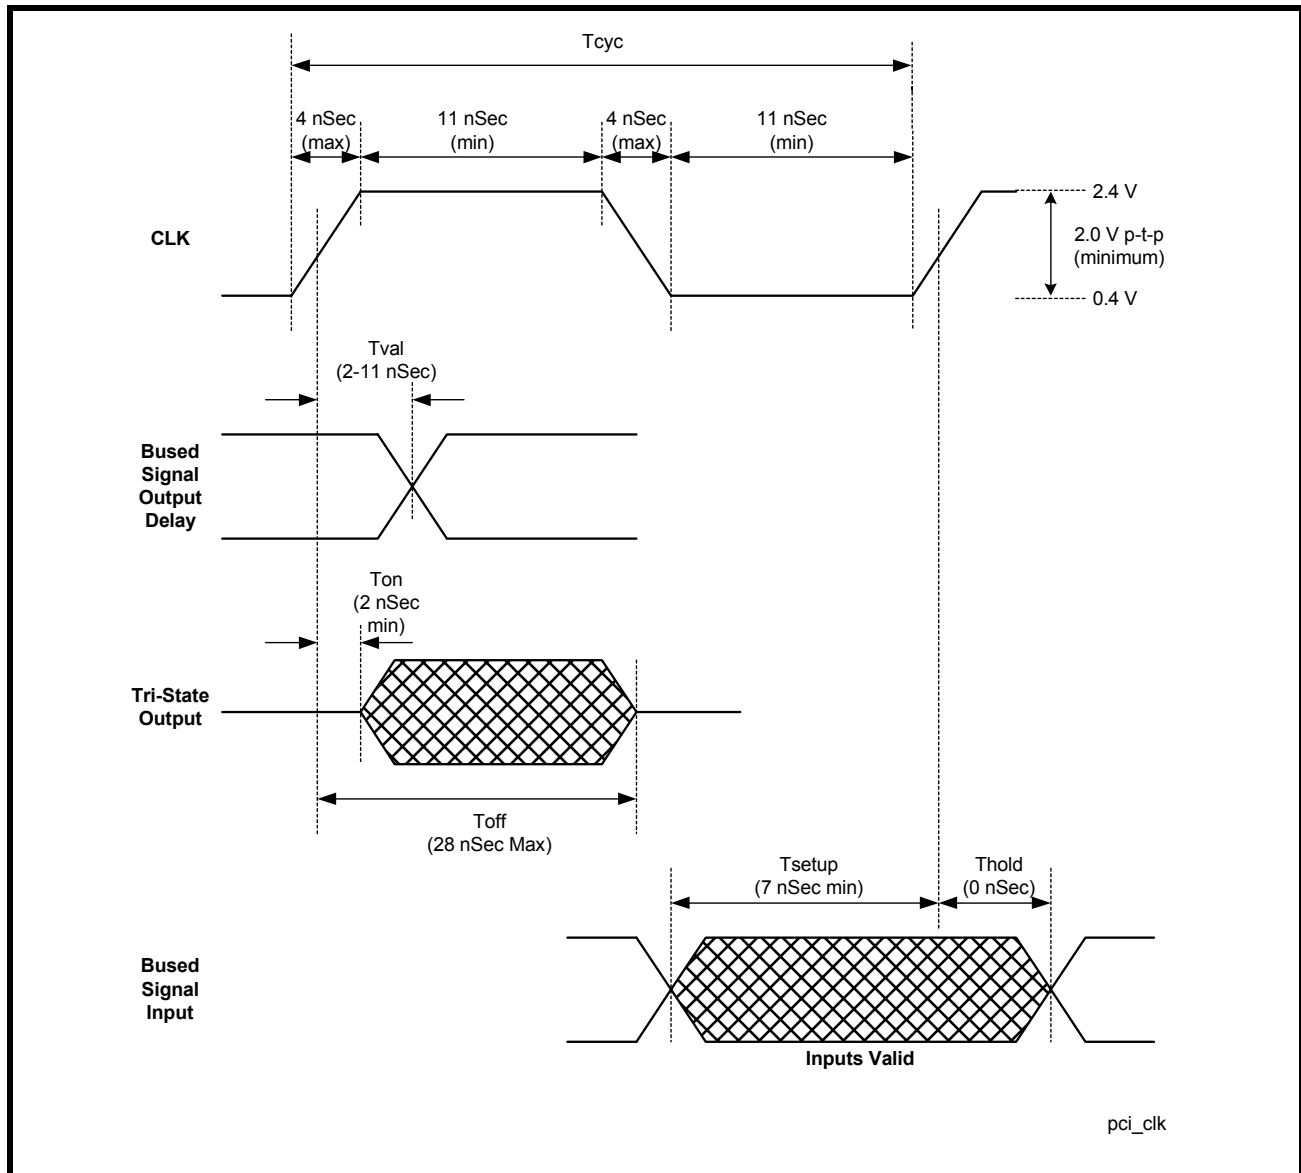 Tcyc
4 nSec
(max)
11 nSec
(min)
4 nSec
(max)
11 nSec
(min)
CLK
2.4 V
2.0 V p-t-p
(minimum)
0.4 V
Tval
(2-11 nSec)
Bused
Signal
Output
Delay
Ton
(2 nSec
min)
Tri-State
Output
Toff
(28 nSec Max)
Tsetup
(7 nSec min)
Thold
(0 nSec)
Bused
Signal
Input
Inputs Valid
pci_clk